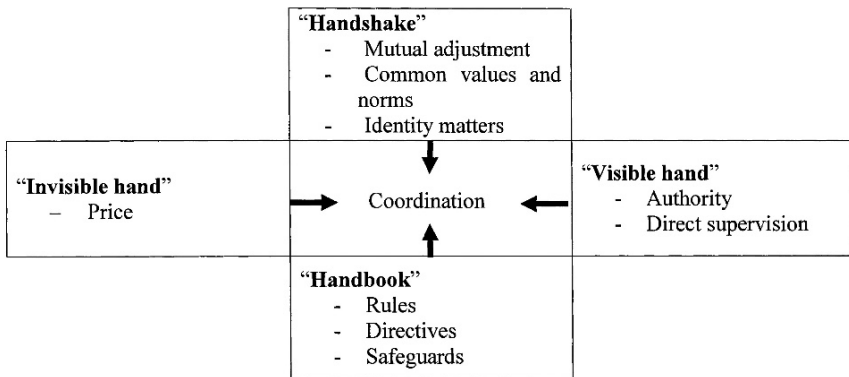 “Handshake”
- Mutual adjustment
- Common values and
norms
- Identity matters
“Invisible hand”
– Price
Coordination
“Visible hand”
- Authority
- Direct supervision
“Handbook”
- Rules
- Directives
- Safeguards